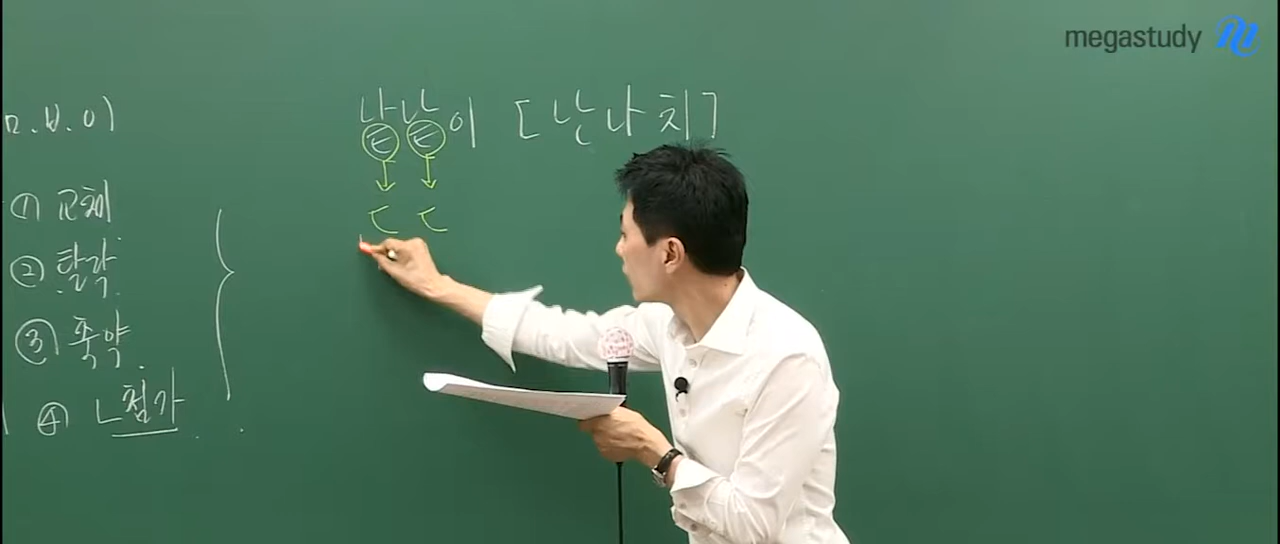 megastudy
ㅁ.ㅂ.이)
① 교체
② 탈락
③ 축약
④ ㄴ첨가
낱낱이 [난나치]
ㄷ ㄷ